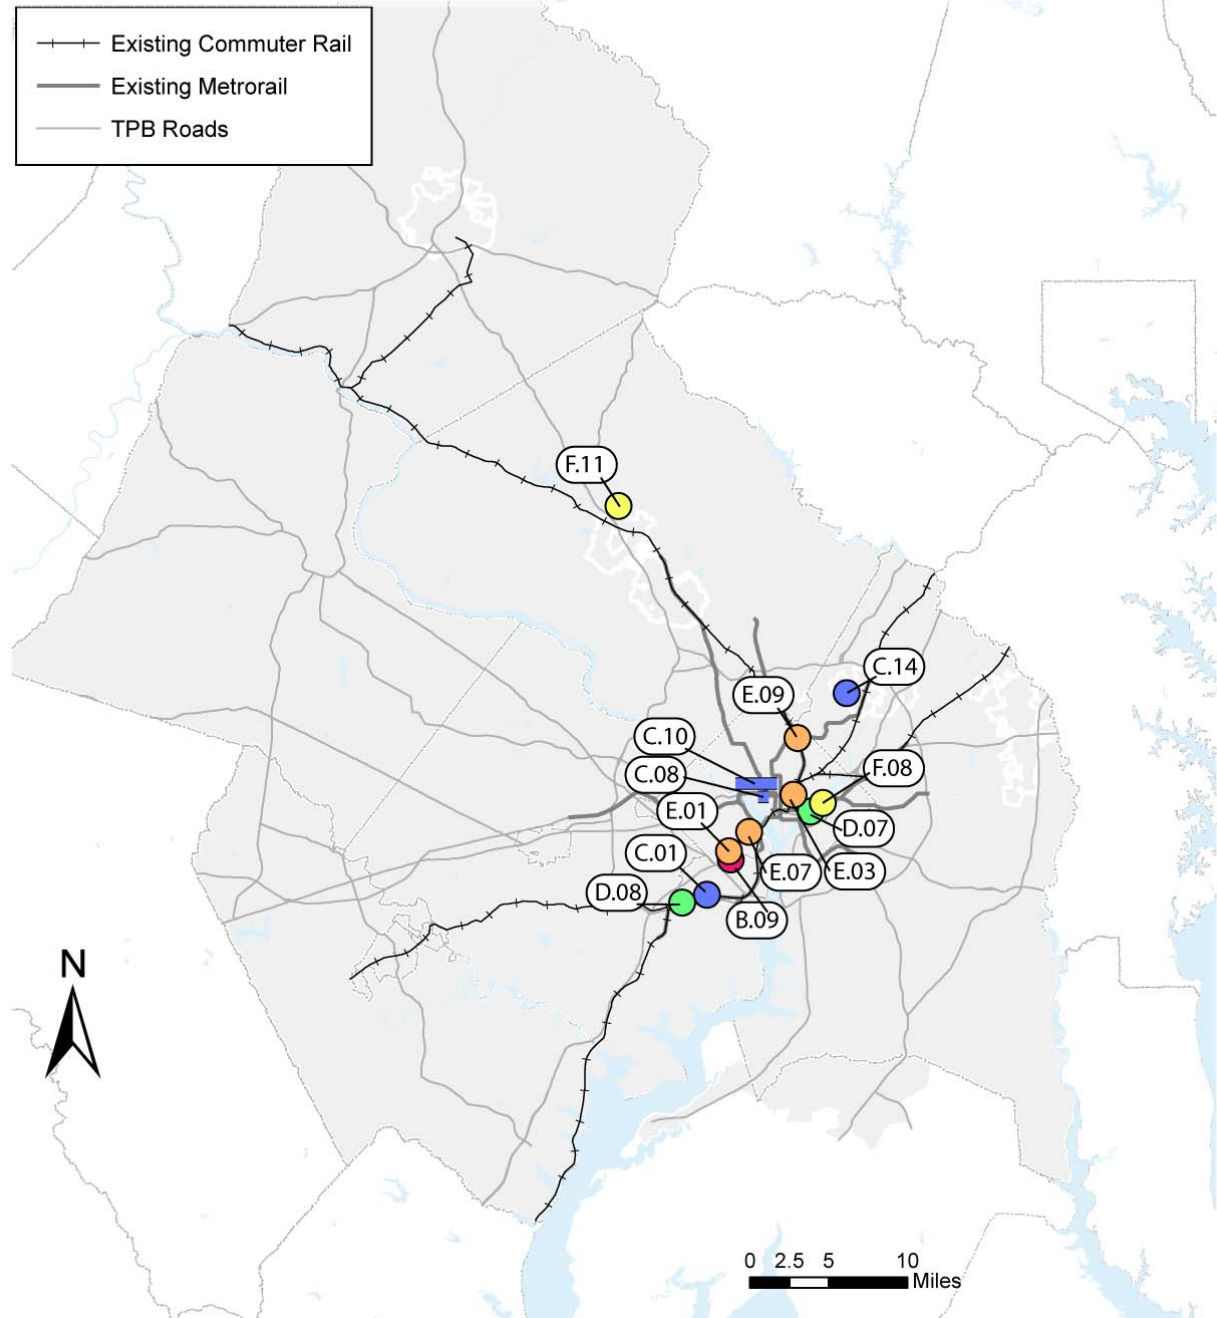 Existing Commuter Rail
Existing Metrorail
TPB Roads
F.11
C.14
E.09
C.10
F.08
C.08
E.01
D.07
C.01
E.07
E.03
D.08
B.09
N
0 2.5 5 10
Miles